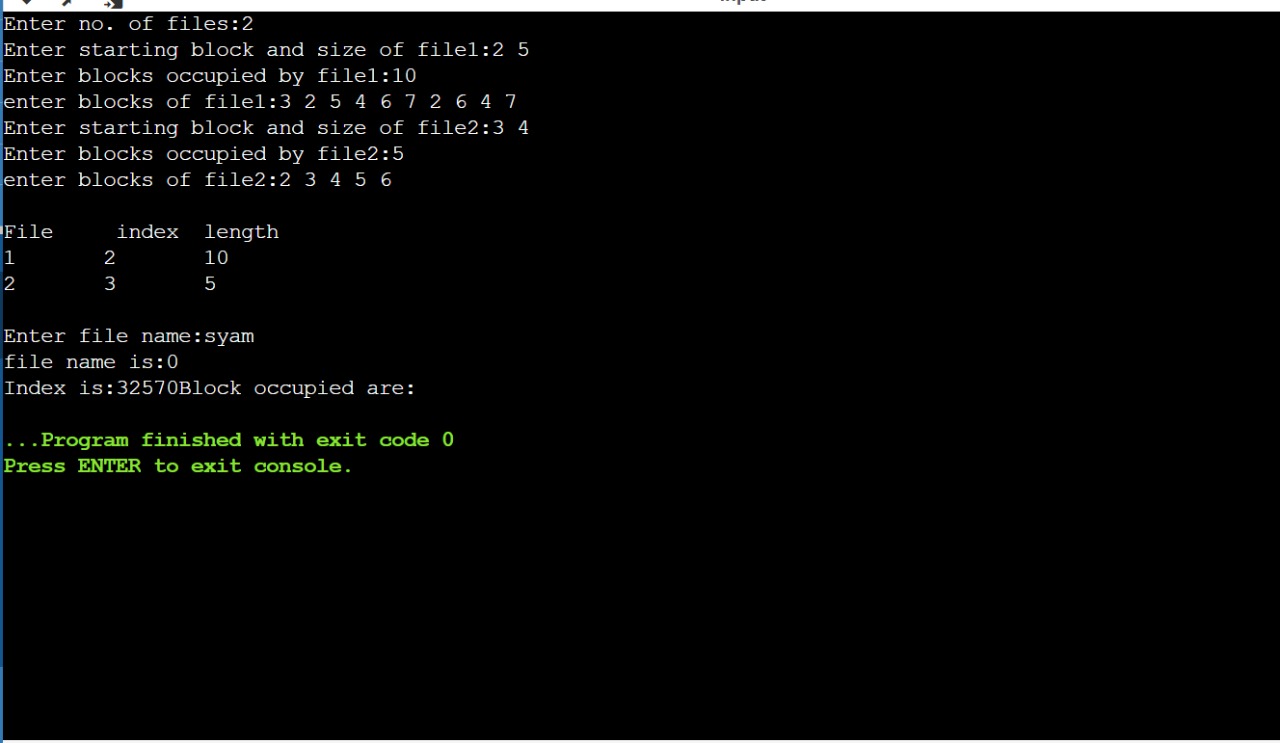 Enter no. of files:2
Enter starting block and size of file1:2 5
Enter blocks occupied by file1:10
enter blocks of file1:3 2 5 4 6 7 2 6 4 7
Enter starting block and size of file2:3 4
Enter blocks occupied by file2:5
enter blocks of file2:2 3 4 5 6
File index length
1 2 10
2 3 5
Enter file name:syam
file name is:0
Index is:32570Block occupied are:
...Program finished with exit code 0
Press ENTER to exit console.